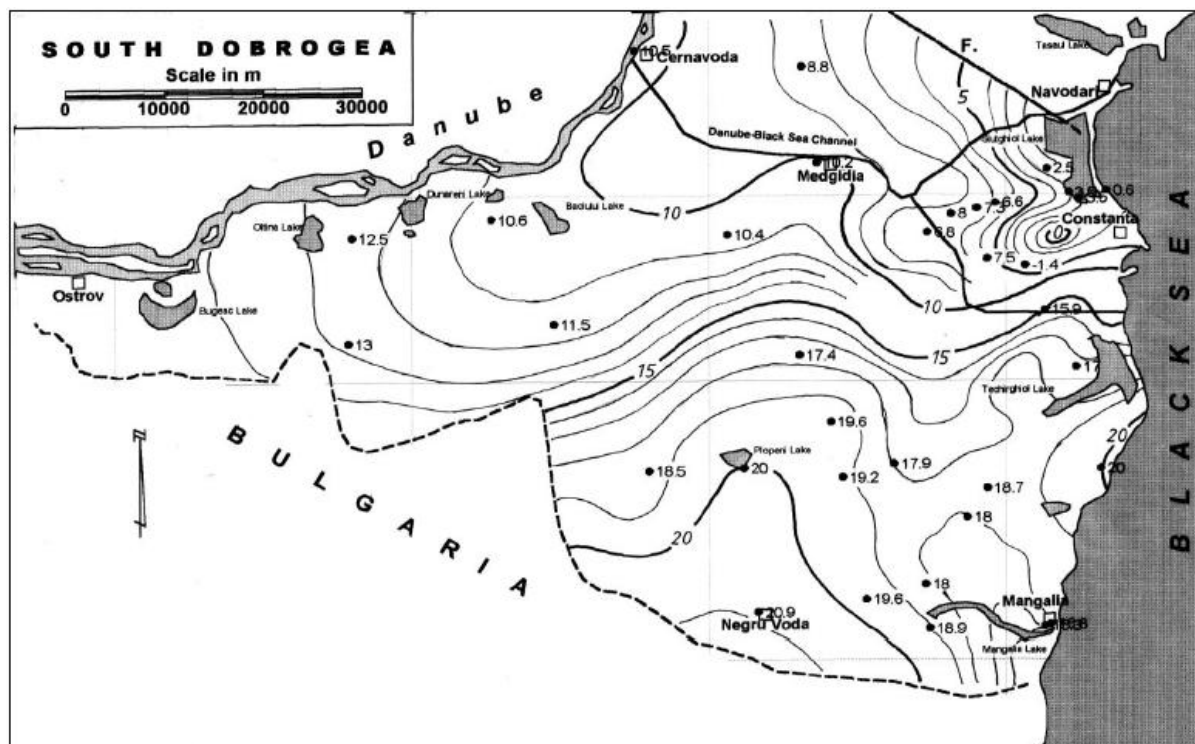 SOUTH DOBROGEA
Scale in m
0 10000 20000 30000
F.
Tasaul Lake
Navodari
5
10.5
Cernavoda
8.8
Danube
Danube-Black Sea Channel
Siutghiol Lake
2.5
10.2
Medgidia
0.6
Dunareni Lake
Baciului Lake
10
10.6
Oltina Lake
12.5
10.4
8
7.3
6.6
6.8
Constanta
0
7.5
-1.4
Ostrov
Bugeac Lake
10
15.9
11.5
13
17.4
15
15
17
Techirghiol Lake
BULGARIA
19.6
20
Plopeni Lake
18.5
20
19.2
17.9
20
18.7
18
20
18
19.6
20.9
Negru Voda
18.9
Mangalia
Mangalia Lake
BLACK SEA